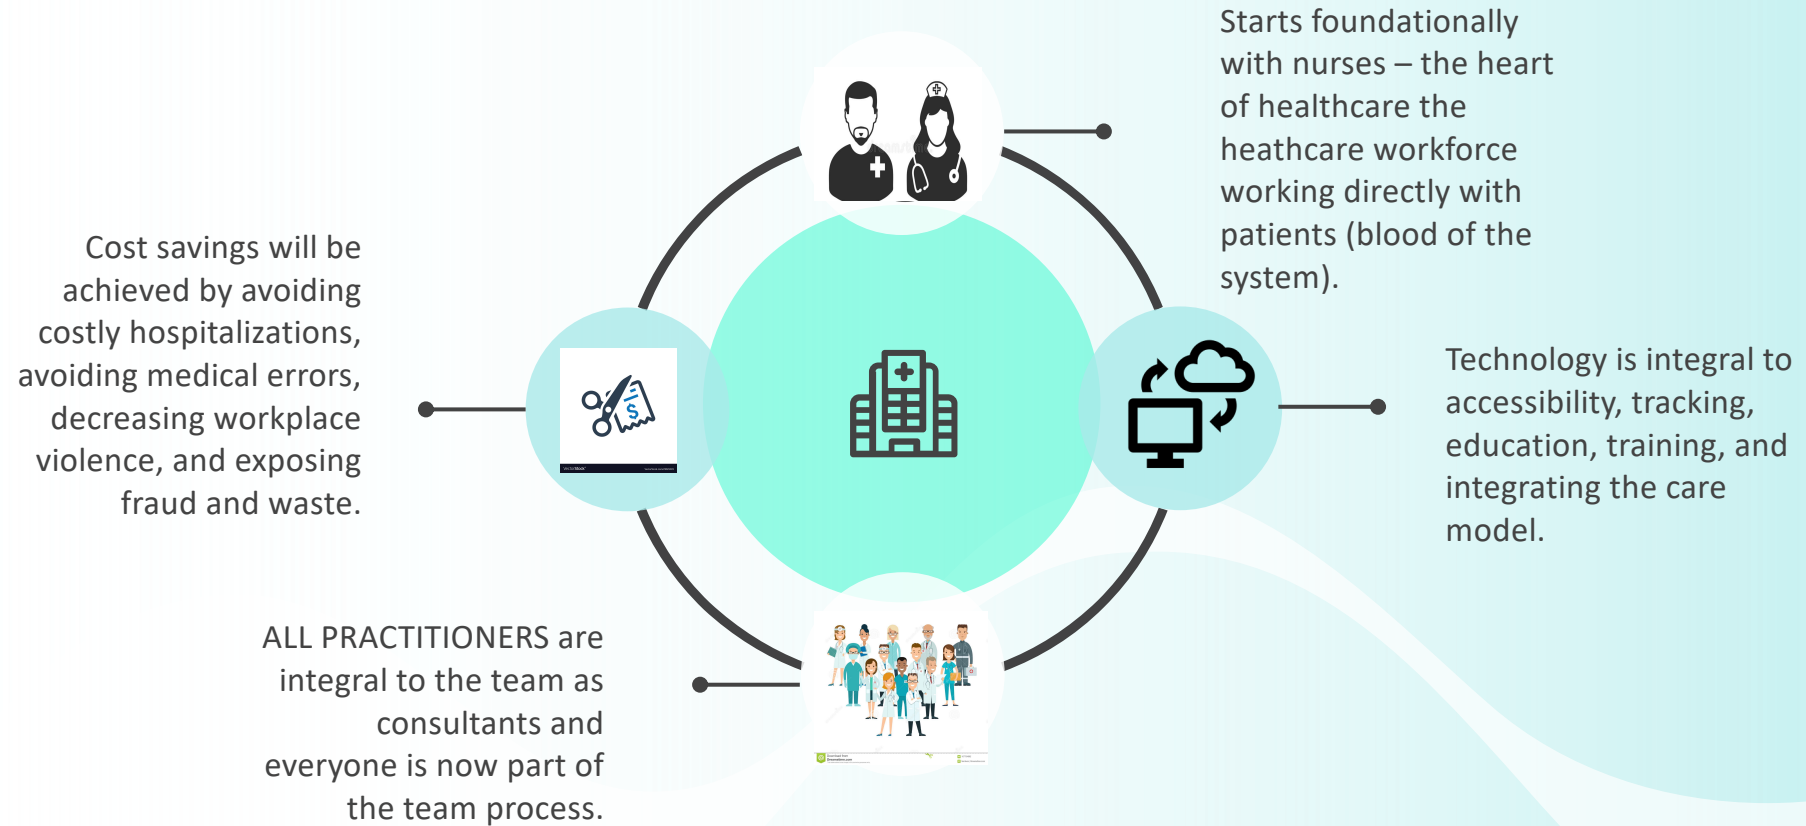 Starts foundationally
with nurses – the heart
of healthcare the
heathcare workforce
working directly with
patients (blood of the
system).
Cost savings will be
achieved by avoiding
costly hospitalizations,
avoiding medical errors,
decreasing workplace
violence, and exposing
fraud and waste.
Technology is integral to
accessibility, tracking,
education, training, and
integrating the care
model.
ALL PRACTITIONERS are
integral to the team as
consultants and
everyone is now part of
the team process.
$